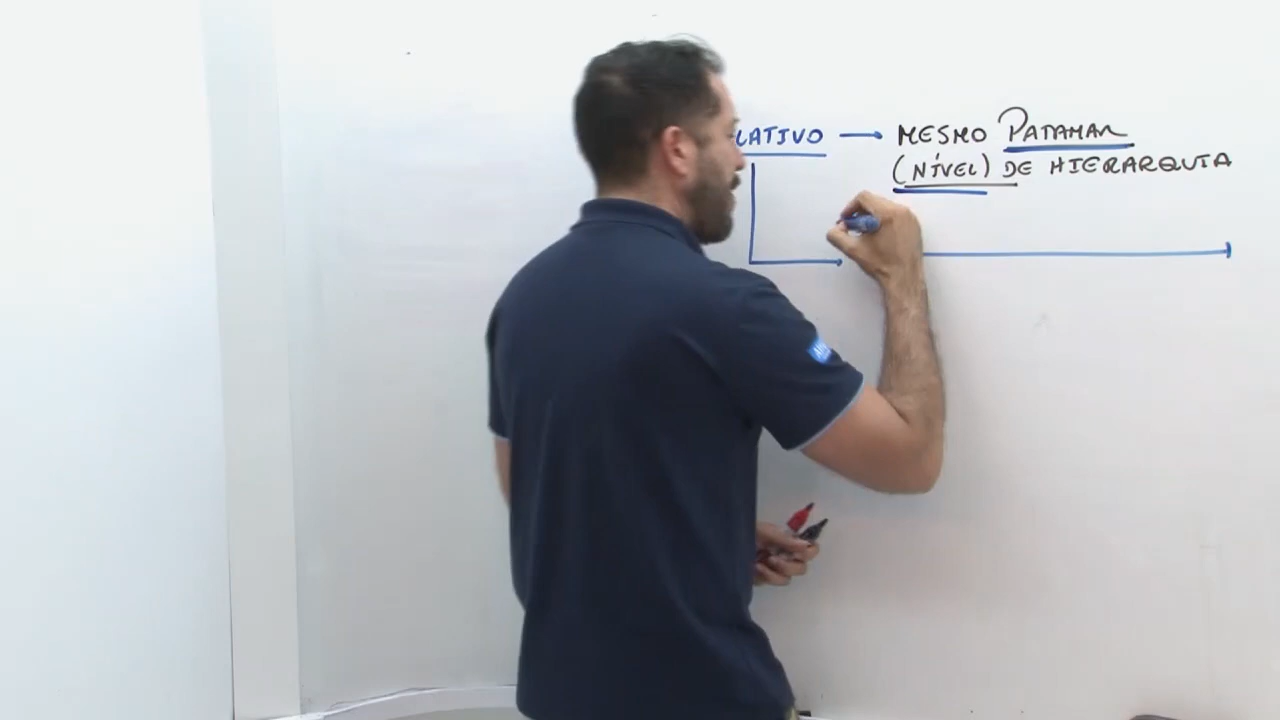 LATIVO → MESMO PATAMAR
(NÍVEL) DE HIERARQUIA